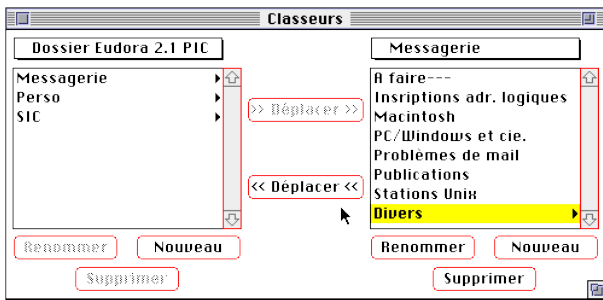 Classeurs
Dossier Eudora 2.1 PIC
Messagerie
Perso
SIC
>> Déplacer >>
<< Déplacer <<
Renommer
Nouveau
Supprimer
Messagerie
A faire---
Insriptions adr. logiques
Macintosh
PC/Windows et cie.
Problèmes de mail
Publications
Stations Unix
Divers
Renommer
Nouveau
Supprimer